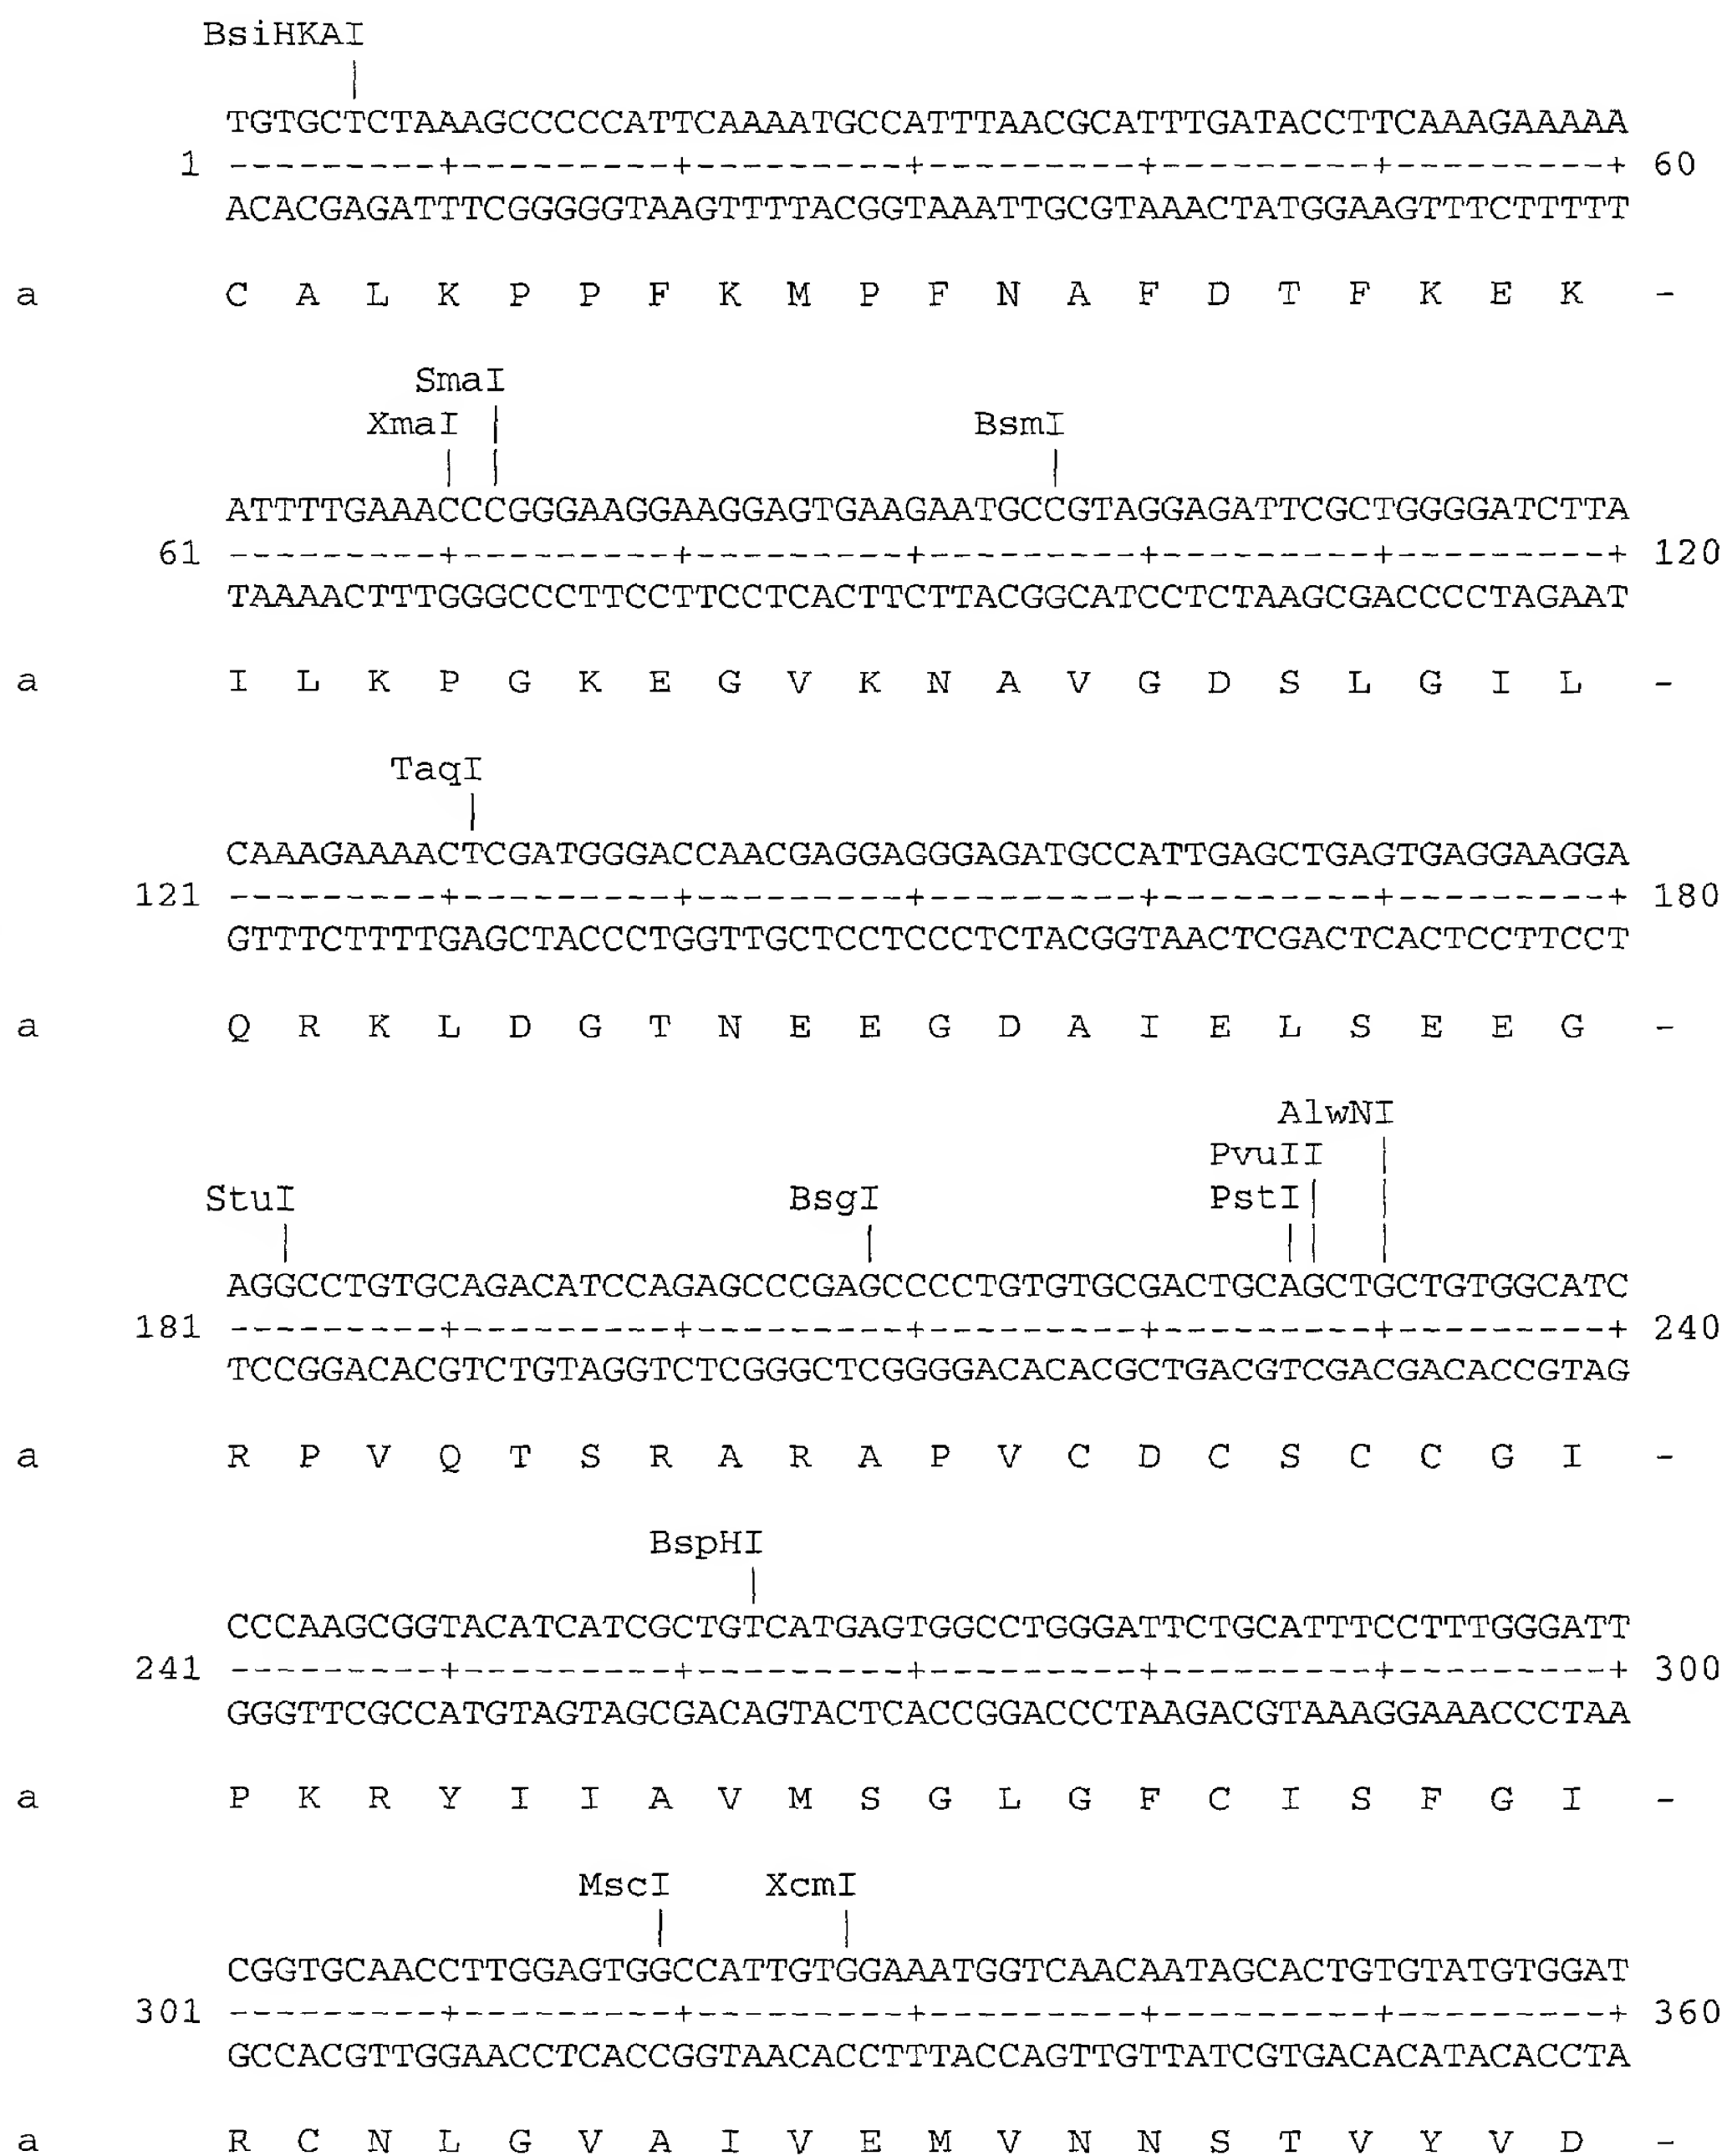 BsiHKAI
|
TGTGCTCTAAAGCCCCCATTCAAAATGCCATTTAACGCATTTGATACCTTCAAAGAAAAA
1 ---------+---------+---------+---------+---------+---------+ 60
ACACGAGATTTCGGGGGTAAGTTTTACGGTAAATTGCGTAAACTATGGAAGTTTCTTTTT
a C A L K P P F K M P F N A F D T F K E K -
SmaI
XmaI |
| |
ATTTTGAAACCCGGGAAGGAAGGAGTGAAGAATGCCGTAGGAGATTCGCTGGGGATCTTA
BsmI
|
61 ---------+---------+---------+---------+---------+---------+ 120
TAAAACTTTGGGCCCTTCCTTCCTCACTTCTTACGGCATCCTCTAAGCGACCCCTAGAAT
a I L K P G K E G V K N A V G D S L G I L -
TaqI
|
CAAAGAAAACTCGATGGGACCAACGAGGAGGGAGATGCCATTGAGCTGAGTGAGGAAGGA
121 ---------+---------+---------+---------+---------+---------+ 180
GTTTCTTTTGAGCTACCCTGGTTGCTCCTCCCTCTACGGTAACTCGACTCACTCCTTCCT
a Q R K L D G T N E E G D A I E L S E E G -
AlwNI
PvuII |
StuI BsgI PstI| |
| | || |
AGGCCTGTGCAGACATCCAGAGCCCGAGCCCCTGTGTGCGACTGCAGCTGCTGTGGCATC
181 ---------+---------+---------+---------+---------+---------+ 240
TCCGGACACGTCTGTAGGTCTCGGGCTCGGGGACACACGCTGACGTCGACGACACCGTAG
a R P V Q T S R A R A P V C D C S C C G I -
BspHI
|
CCCAAGCGGTACATCATCGCTGTCATGAGTGGCCTGGGATTCTGCATTTCCTTTGGGATT
241 ---------+---------+---------+---------+---------+---------+ 300
GGGTTCGCCATGTAGTAGCGACAGTACTCACCGGACCCTAAGACGTAAAGGAAACCCTAA
a P K R Y I I A V M S G L G F C I S F G I -
MscI XcmI
| |
CGGTGCAACCTTGGAGTGGCCATTGTGGAAATGGTCAACAATAGCACTGTGTATGTGGAT
301 ---------+---------+---------+---------+---------+---------+ 360
GCCACGTTGGAACCTCACCGGTAACACCTTTACCAGTTGTTATCGTGACACATACACCTA
a R C N L G V A I V E M V N N S T V Y V D -